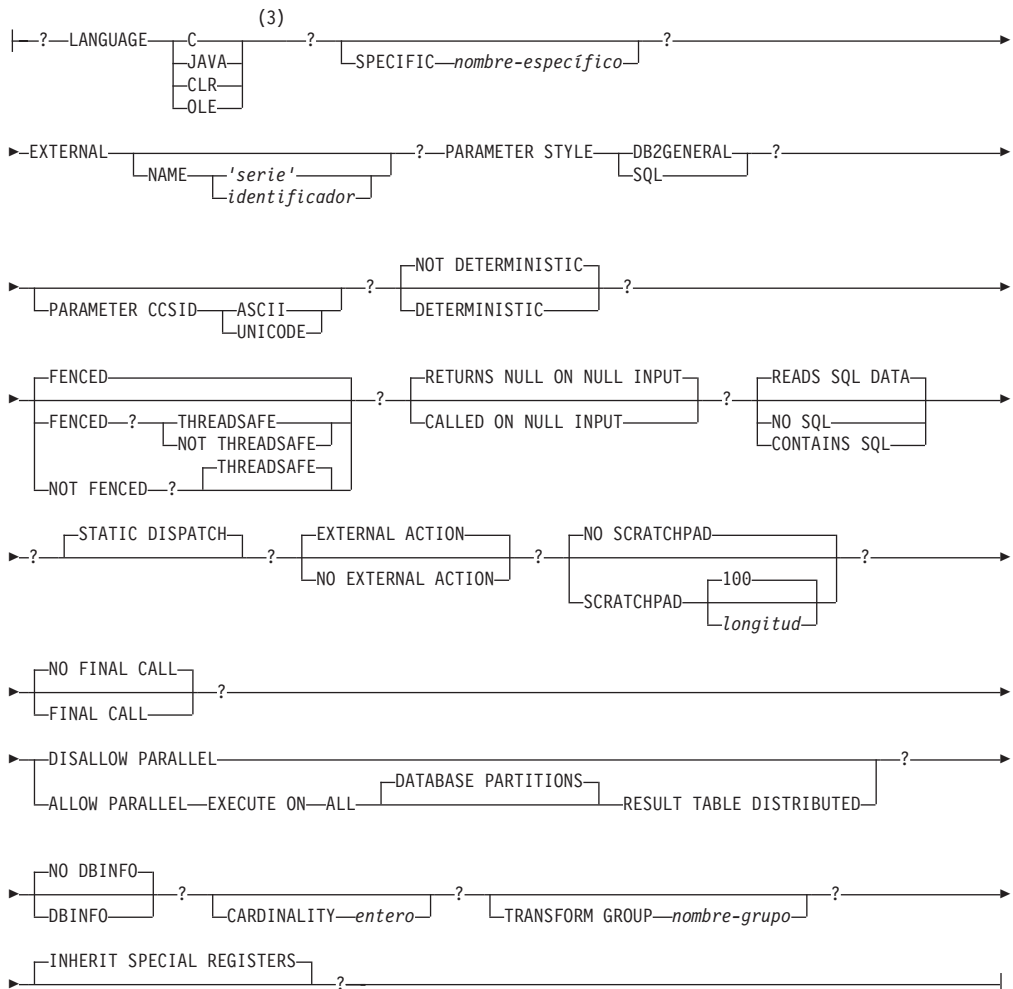 (3)
? LANGUAGE C ? ?
JAVA SPECIFIC nombre-específico
CLR
OLE
EXTERNAL ? PARAMETER STYLE DB2GENERAL ?
NAME 'serie' SQL
identificador
? NOT DETERMINISTIC ?
PARAMETER CCSID ASCII DETERMINISTIC
UNICODE
FENCED ? RETURNS NULL ON NULL INPUT ? READS SQL DATA ?
FENCED ? THREADSAFE CALLED ON NULL INPUT NO SQL
NOT THREADSAFE CONTAINS SQL
THREADSAFE
NOT FENCED ?
STATIC DISPATCH EXTERNAL ACTION NO SCRATCHPAD
? ? ? ?
NO EXTERNAL ACTION 100
SCRATCHPAD
longitud
NO FINAL CALL
?
FINAL CALL
DISALLOW PARALLEL ?
DATABASE PARTITIONS
ALLOW PARALLEL EXECUTE ON ALL RESULT TABLE DISTRIBUTED
NO DBINFO
? ? ?
DBINFO CARDINALITY entero TRANSFORM GROUP nombre-grupo
INHERIT SPECIAL REGISTERS
?